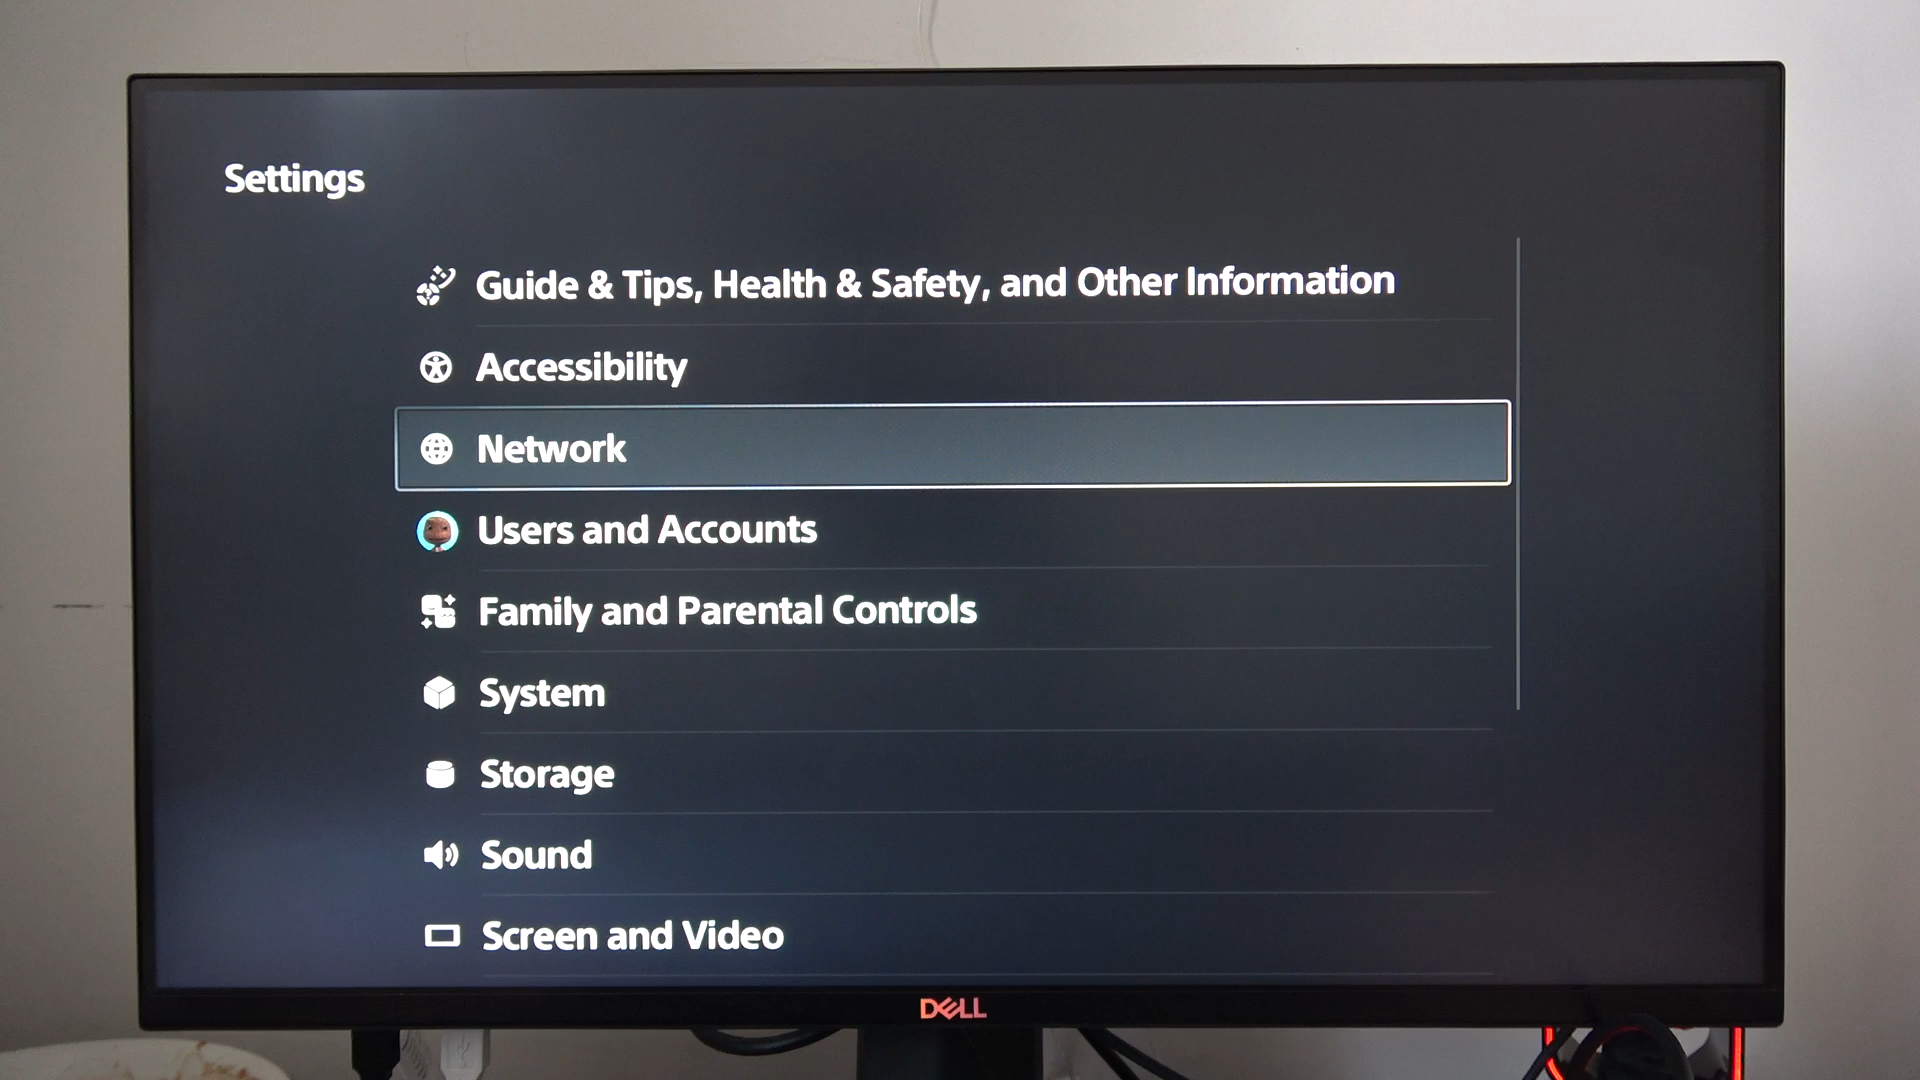 Settings
Guide & Tips, Health & Safety, and Other Information
Accessibility
Network
Users and Accounts
Family and Parental Controls
System
Storage
Sound
Screen and Video
DELL